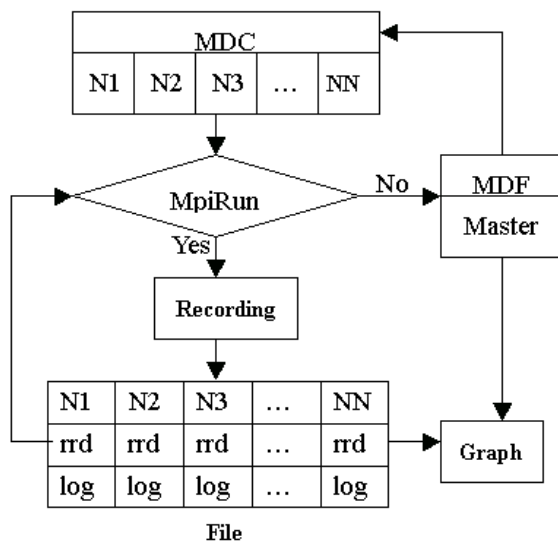 MDC
N1 N2 N3 ... NN
MpiRun
No
MDF
Master
Yes
Recording
N1 N2 N3 ... NN
rrd rrd rrd ... rrd
log log log ... log
Graph
File